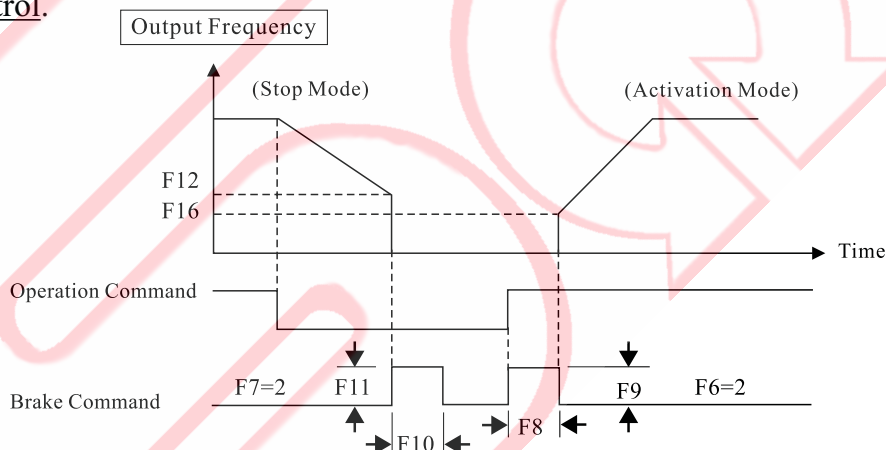 trol.
Output Frequency
(Stop Mode)
(Activation Mode)
F12
F16
Time
Operation Command
F7=2
F11
F9
F6=2
Brake Command
F10
F8